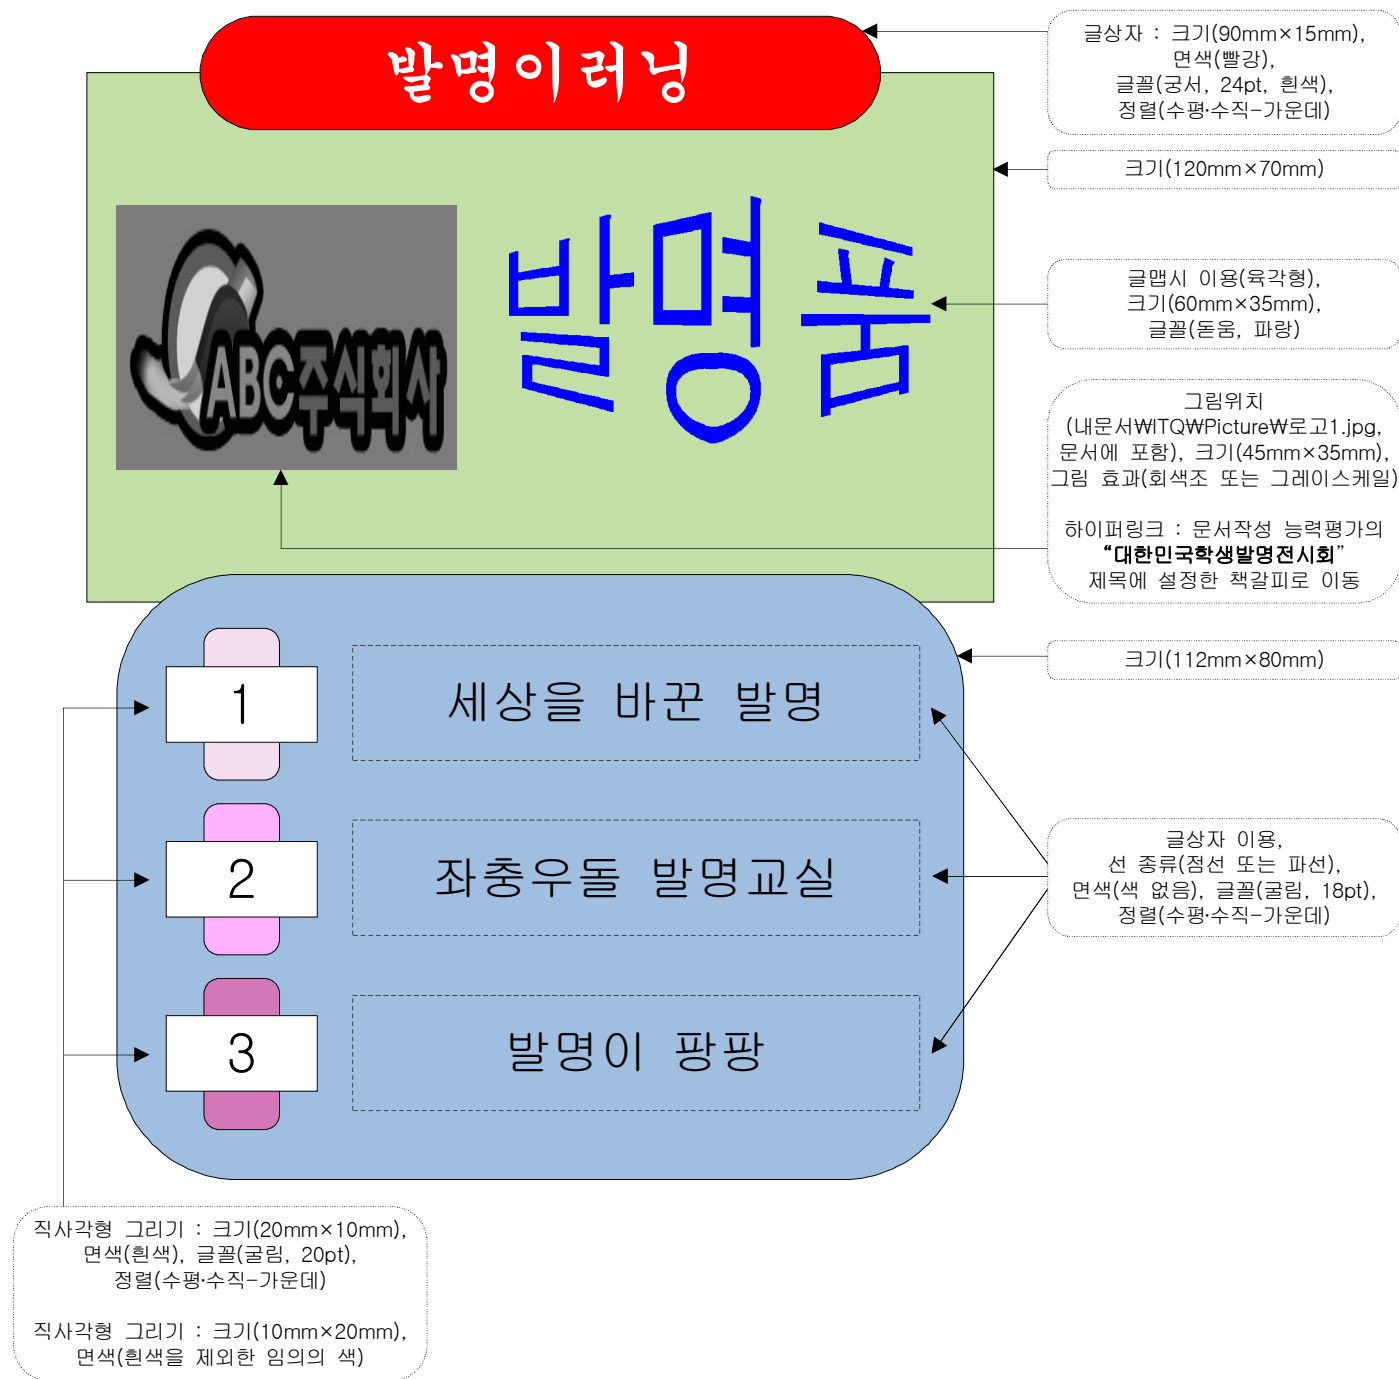 발명이러닝
글상자 : 크기(90mm×15mm),
면색(빨강),
글꼴(궁서, 24pt, 흰색),
정렬(수평·수직-가운데)
크기(120mm×70mm)
ABC주식회사
발명품
글맵시 이용(육각형),
크기(60mm×35mm),
글꼴(돋움, 파랑)
그림위치
(내문서₩ITQ₩Picture₩로고1.jpg,
문서에 포함), 크기(45mm×35mm),
그림 효과(회색조 또는 그레이스케일)
하이퍼링크 : 문서작성 능력평가의
“대한민국학생발명전시회”
제목에 설정한 책갈피로 이동
크기(112mm×80mm)
1
세상을 바꾼 발명
2
좌충우돌 발명교실
3
발명이 팡팡
글상자 이용,
선 종류(점선 또는 파선),
면색(색 없음), 글꼴(굴림, 18pt),
정렬(수평·수직-가운데)
직사각형 그리기 : 크기(20mm×10mm),
면색(흰색), 글꼴(굴림, 20pt),
정렬(수평·수직-가운데)
직사각형 그리기 : 크기(10mm×20mm),
면색(흰색을 제외한 임의의 색)